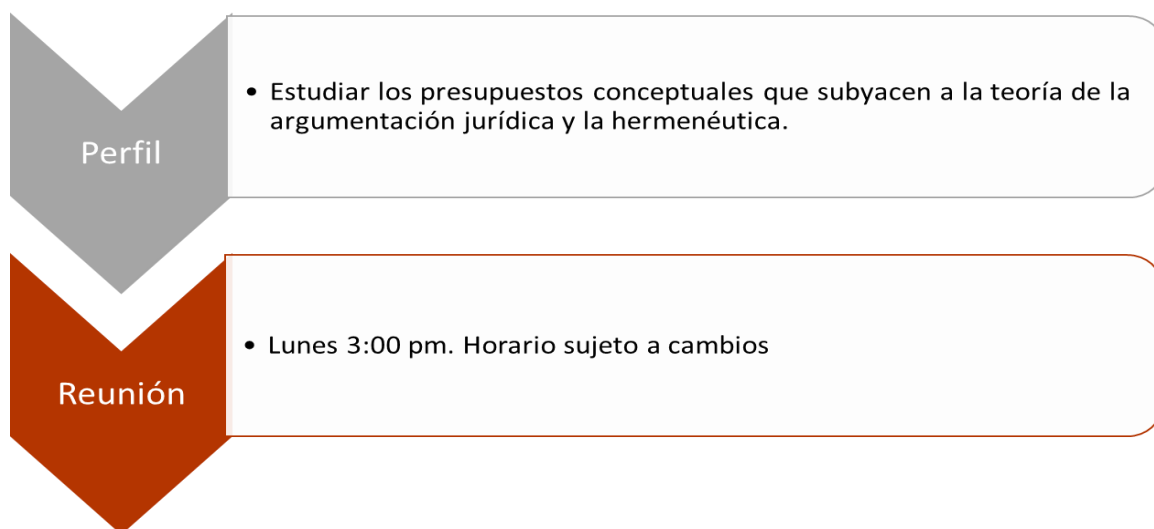 Perfil
• Estudiar los presupuestos conceptuales que subyacen a la teoría de la
argumentación jurídica y la hermenéutica.
Reunión
• Lunes 3:00 pm. Horario sujeto a cambios